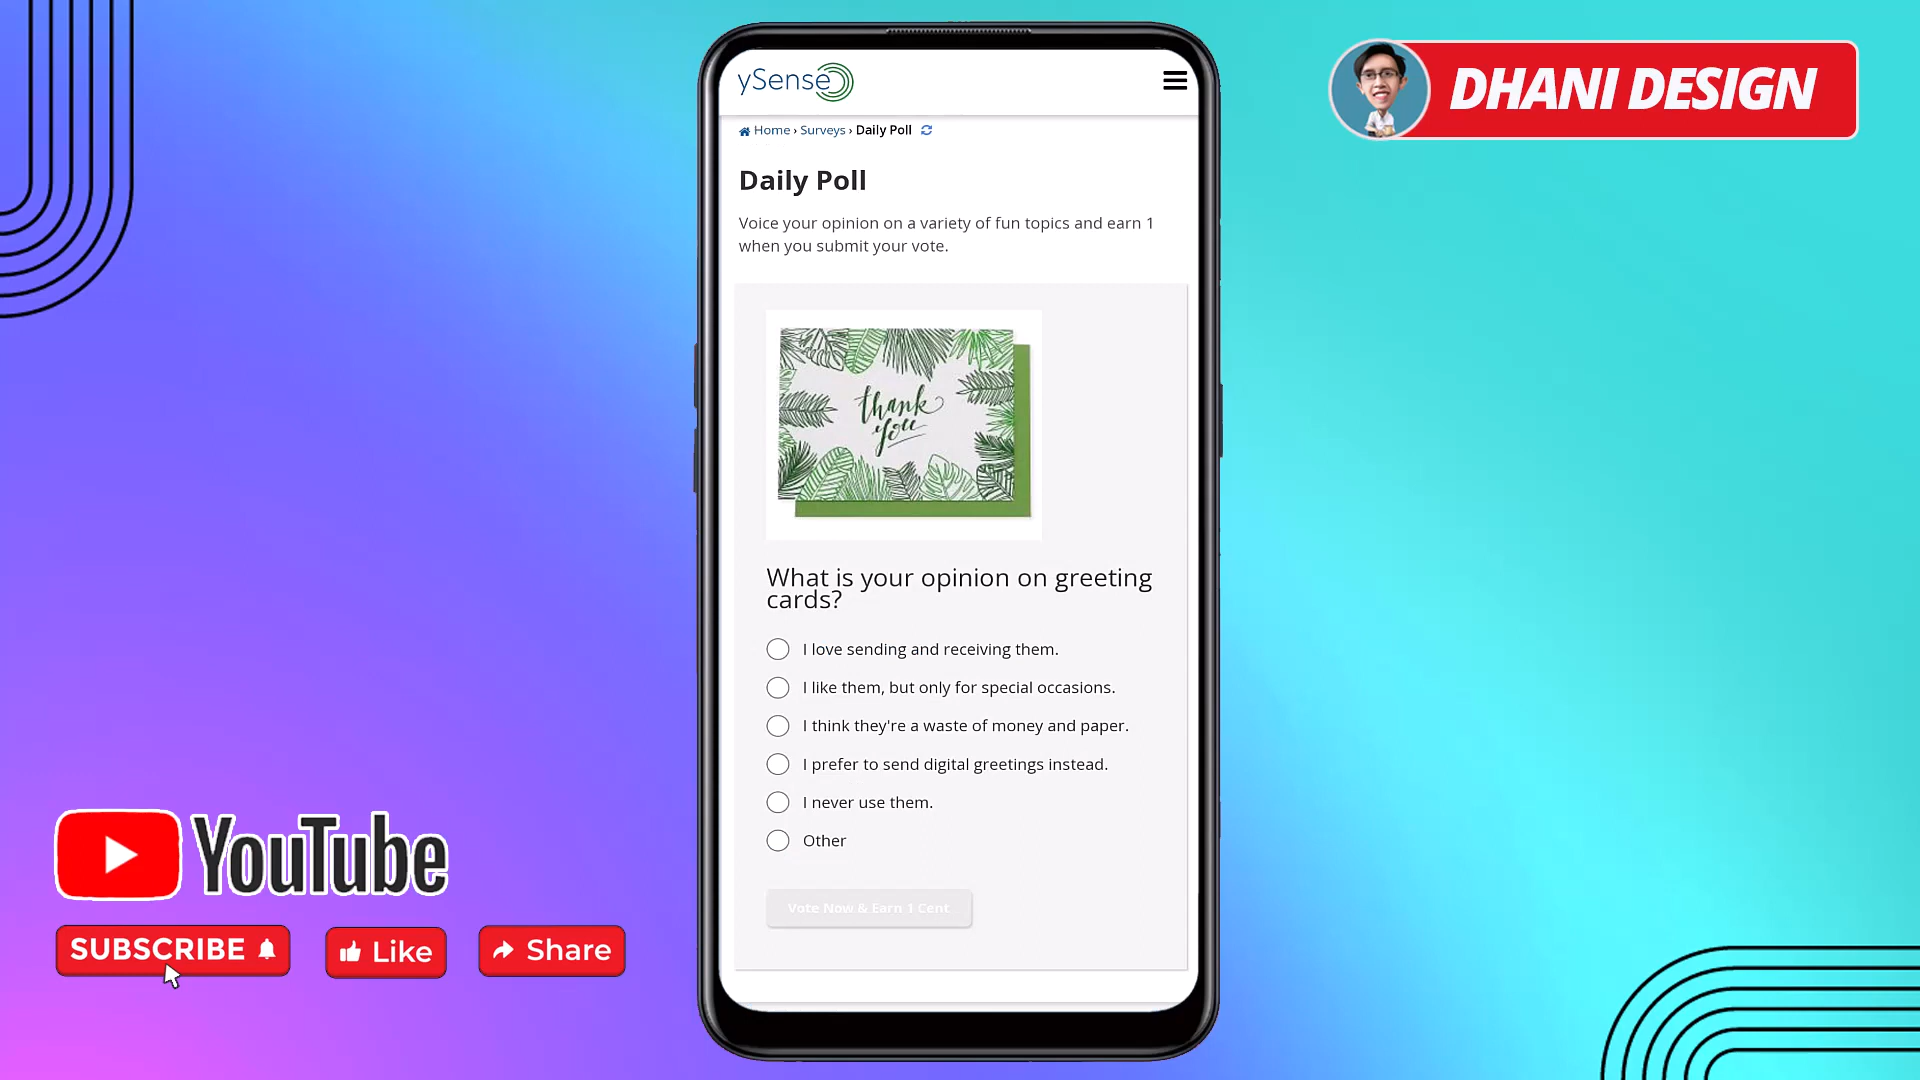 ySense
Home › Surveys › Daily Poll
Daily Poll
Voice your opinion on a variety of fun topics and earn 1
when you submit your vote.
thank
you
What is your opinion on greeting
cards?
I love sending and receiving them.
I like them, but only for special occasions.
I think they're a waste of money and paper.
I prefer to send digital greetings instead.
I never use them.
Other
Vote Now & Earn 1 Cent
DHANI DESIGN
YouTube
SUBSCRIBE
Like
Share